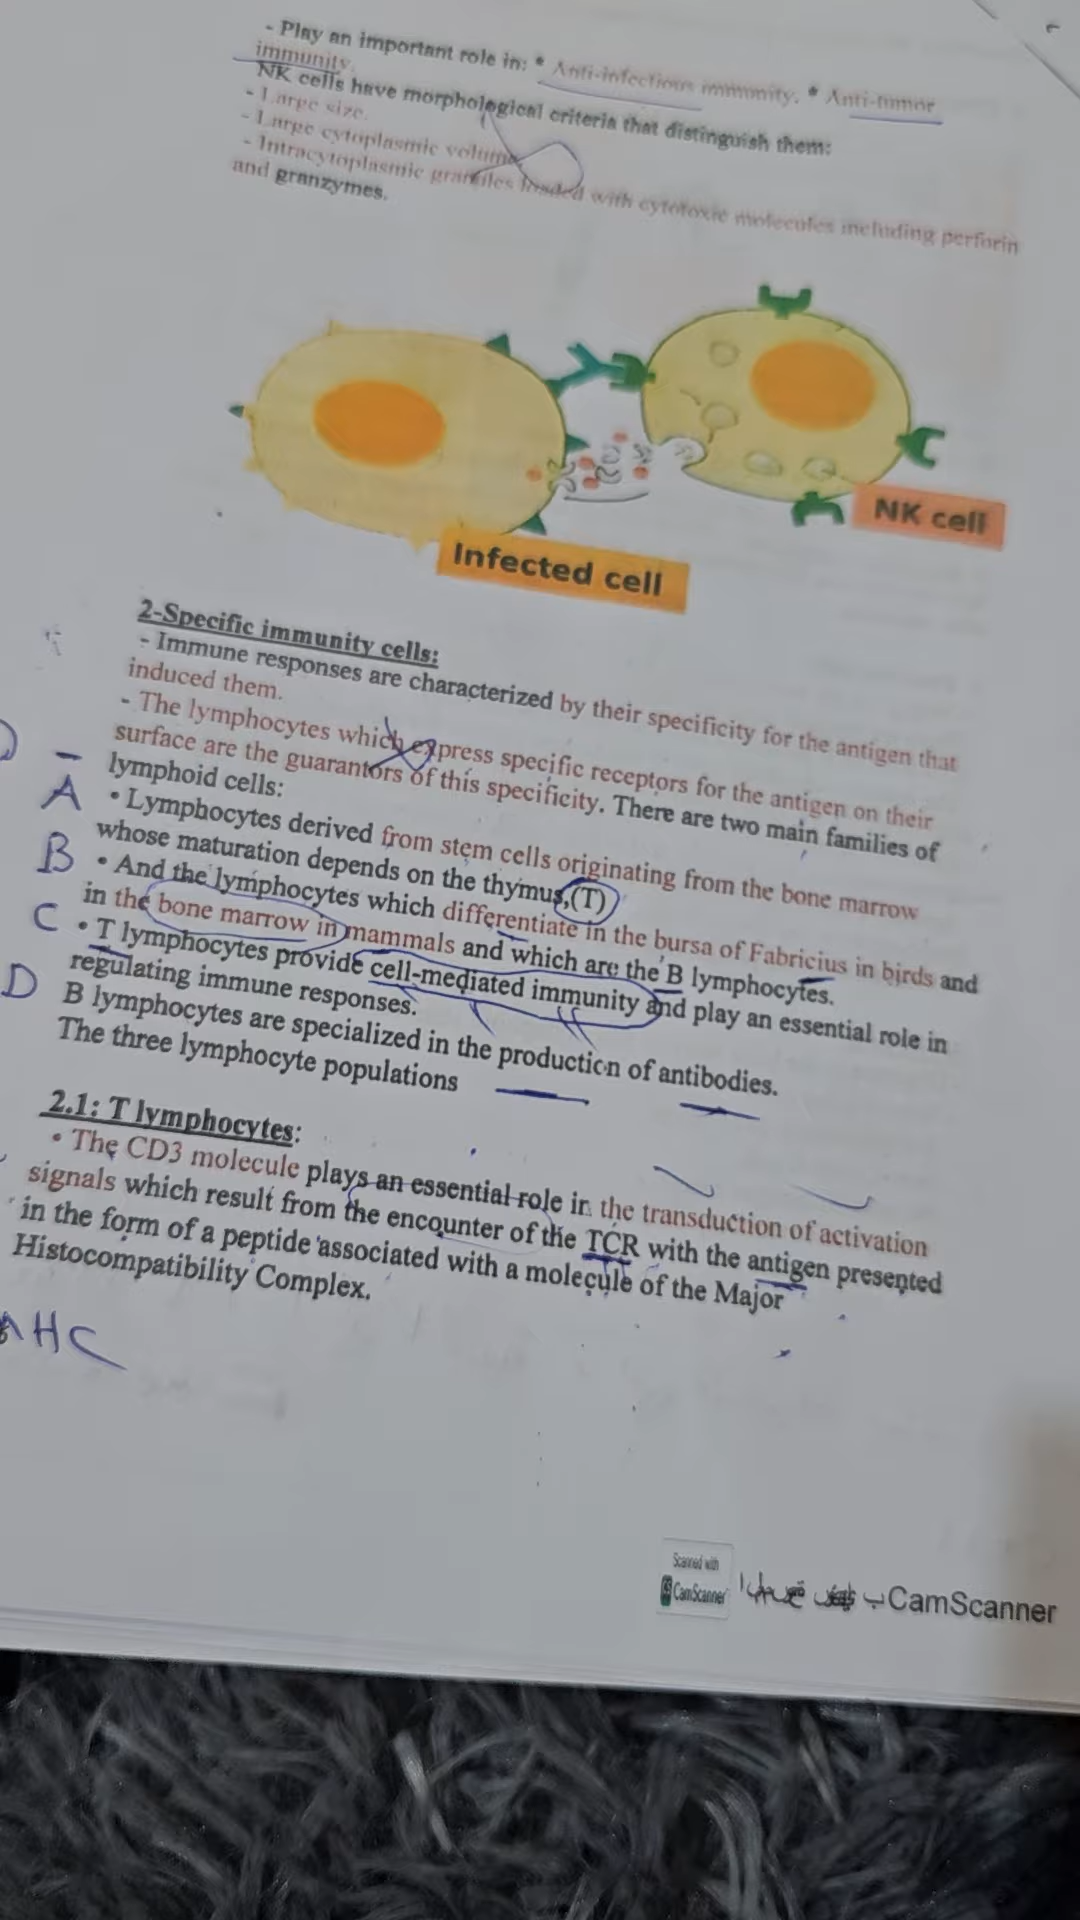 - Play an important role in: * Anti-infectious immunity. * Anti-tumor
immunity.
NK cells have morphological criteria that distinguish them:
- Large size.
- Large cytoplasmic volume
- Intracytoplasmic granules loaded with cytotoxic molecules including perforin
and granzymes.
NK cell
Infected cell
2-Specific immunity cells:
- Immune responses are characterized by their specificity for the antigen that
induced them.
- The lymphocytes which express specific receptors for the antigen on their
surface are the guarantors of this specificity. There are two main families of
lymphoid cells:
A • Lymphocytes derived from stem cells originating from the bone marrow
whose maturation depends on the thymus,(T)
B • And the lymphocytes which differentiate in the bursa of Fabricius in birds and
in the bone marrow in mammals and which are the B lymphocytes.
C • T lymphocytes provide cell-mediated immunity and play an essential role in
regulating immune responses.
D B lymphocytes are specialized in the production of antibodies.
The three lymphocyte populations
2.1: T lymphocytes:
• The CD3 molecule plays an essential role in the transduction of activation
signals which result from the encounter of the TCR with the antigen presented
in the form of a peptide associated with a molecule of the Major
Histocompatibility Complex.
HC
Scanned with
CS CamScanner
CamScanner